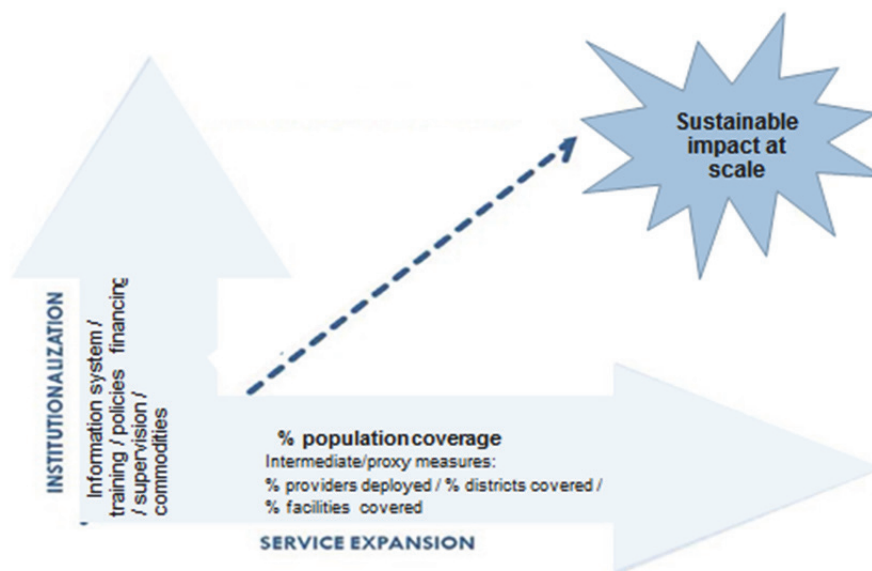 Sustainable
impact at
scale
INSTITUTIONALIZATION
Information system /
training / policies financing
/ supervision /
commodities
% population coverage
Intermediate/proxy measures:
% providers deployed / % districts covered /
% facilities covered
SERVICE EXPANSION